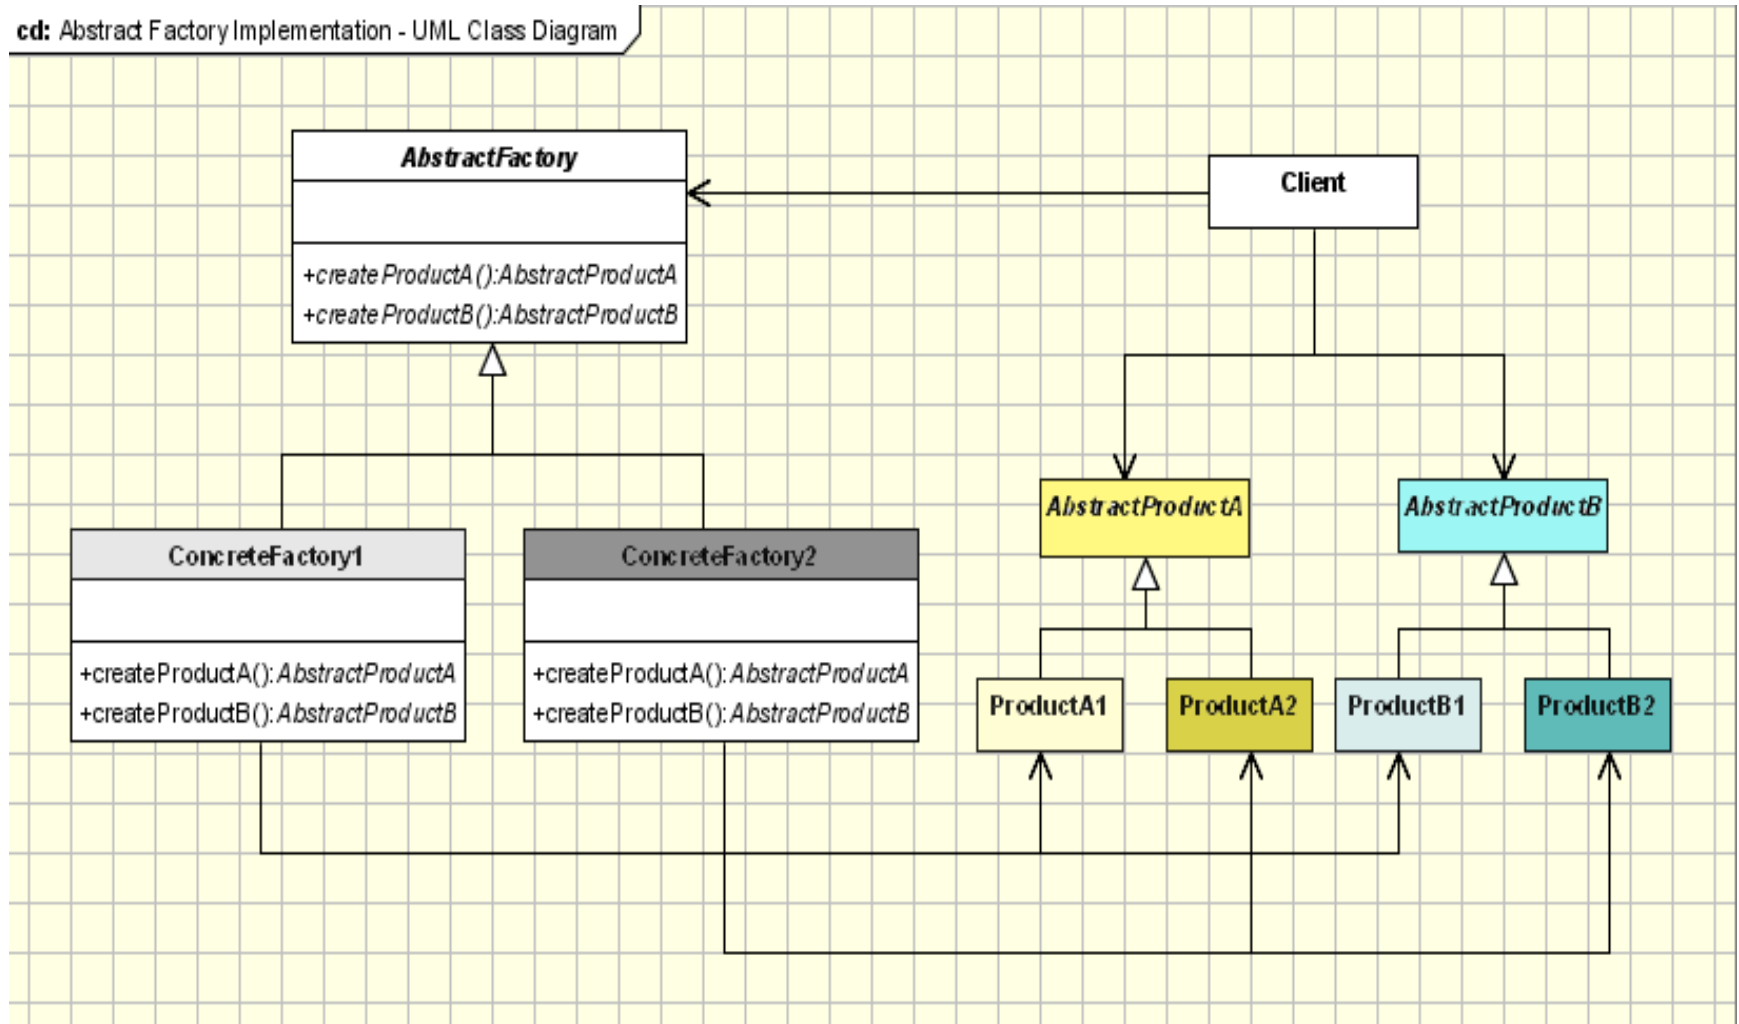 cd: Abstract Factory Implementation - UML Class Diagram
AbstractFactory
+createProductA():AbstractProductA
+createProductB():AbstractProductB
Client
AbstractProductA
AbstractProductB
ConcreteFactory1
+createProductA():AbstractProductA
+createProductB():AbstractProductB
ConcreteFactory2
+createProductA():AbstractProductA
+createProductB():AbstractProductB
ProductA1
ProductA2
ProductB1
ProductB2